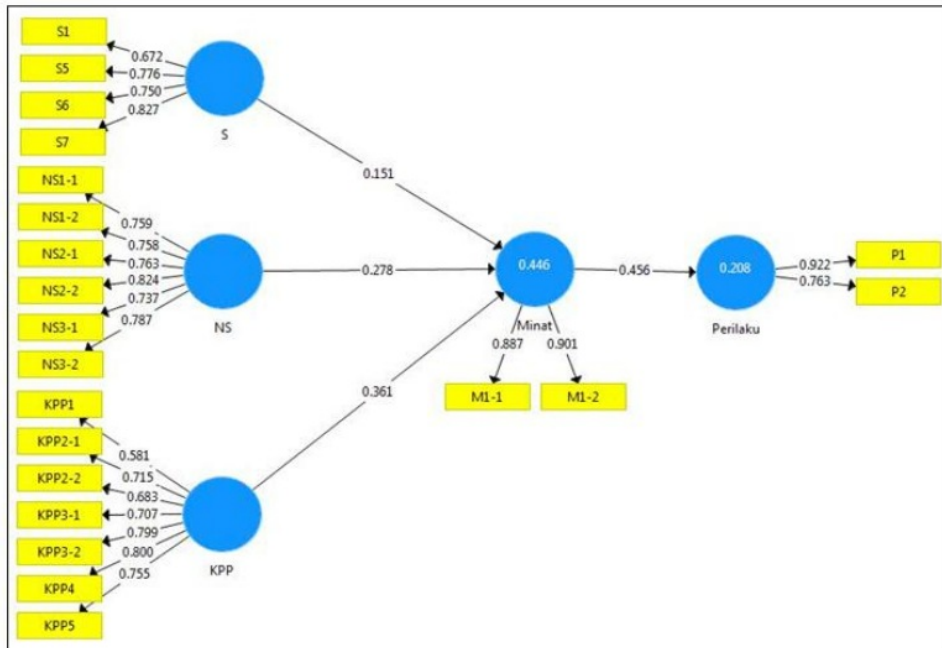 S1
S5
S6
S7
0.672
0.776
0.750
0.827
S
0.151
NS1-1
NS1-2
NS2-1
NS2-2
NS3-1
NS3-2
0.759
0.758
0.763
0.824
0.737
0.787
NS
0.278
0.446
Minat
0.456
0.208
Perilaku
0.922
0.763
P1
P2
0.887
0.901
M1-1
M1-2
0.361
KPP1
KPP2-1
KPP2-2
KPP3-1
KPP3-2
KPP4
KPP5
0.581
0.715
0.683
0.707
0.799
0.800
0.755
KPP